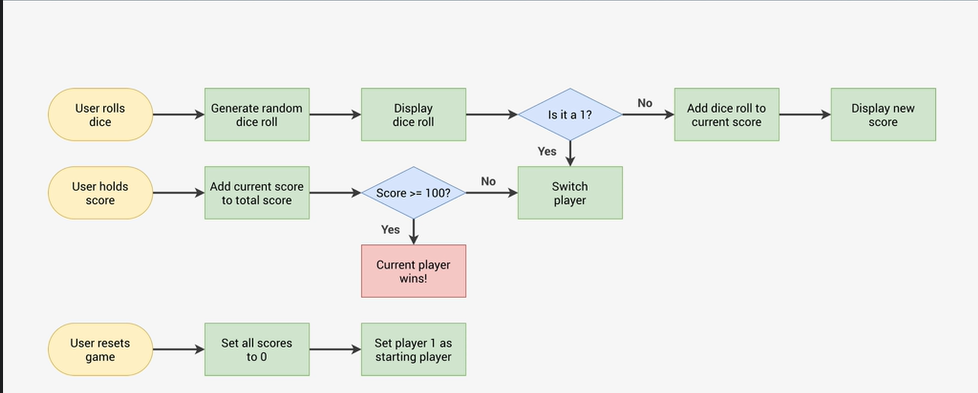 User rolls
dice
Generate random
dice roll
Display
dice roll
Is it a 1?
No
Add dice roll to
current score
Display new
score
Yes
User holds
score
Add current score
to total score
Score >= 100?
No
Switch
player
Yes
Current player
wins!
User resets
game
Set all scores
to 0
Set player 1 as
starting player